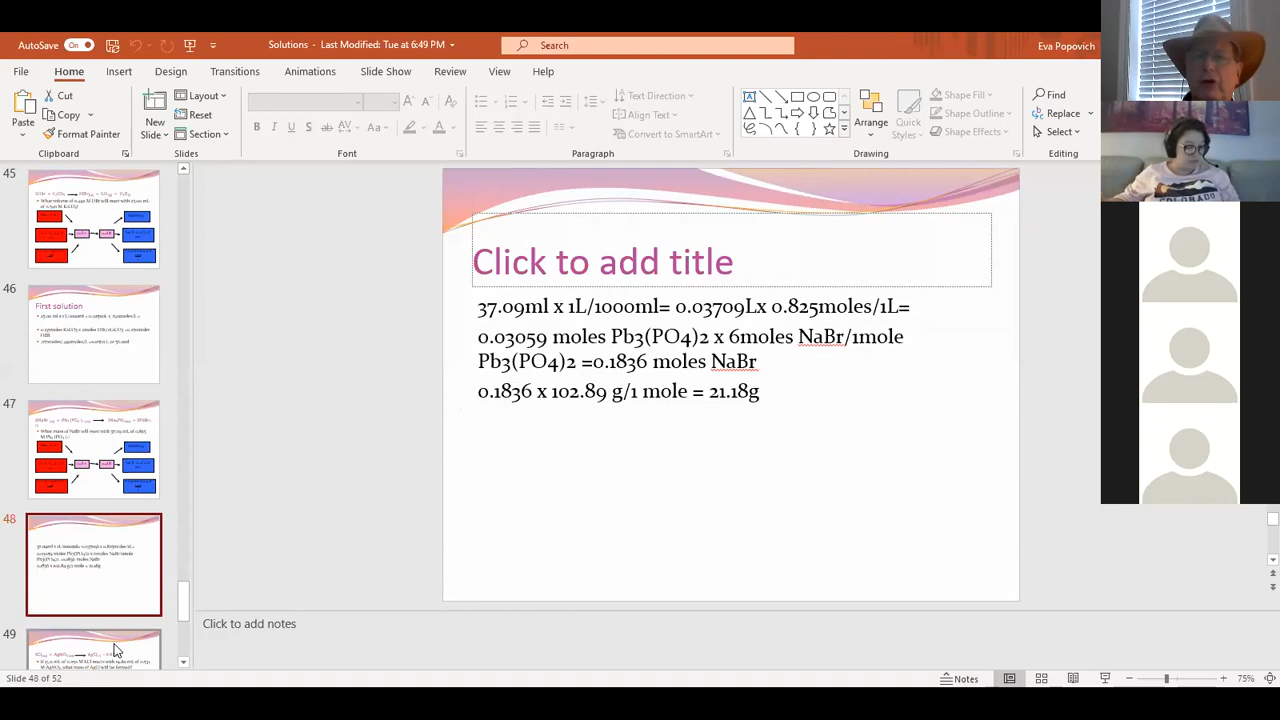 AutoSave On
Solutions - Last Modified: Tue at 6:49 PM
Search
Eva Popovich
File Home Insert Design Transitions Animations Slide Show Review View Help
Paste
Cut
Copy
Format Painter
Clipboard
New Slide
Layout
Reset
Section
Slides
B I U S ab AV Aa A
Font
Text Direction
Align Text
Convert to SmartArt
Paragraph
Arrange
Quick Styles
Shape Fill
Shape Outline
Shape Effects
Drawing
Find
Replace
Select
Editing
45
46
First solution
47
48
49
Click to add title
37.09ml x 1L/1000ml= 0.03709Lx 0.825moles/1L=
0.03059 moles Pb3(PO4)2 x 6moles NaBr/1mole
Pb3(PO4)2 =0.1836 moles NaBr
0.1836 x 102.89 g/1 mole = 21.18g
Click to add notes
Slide 48 of 52
Notes
75%